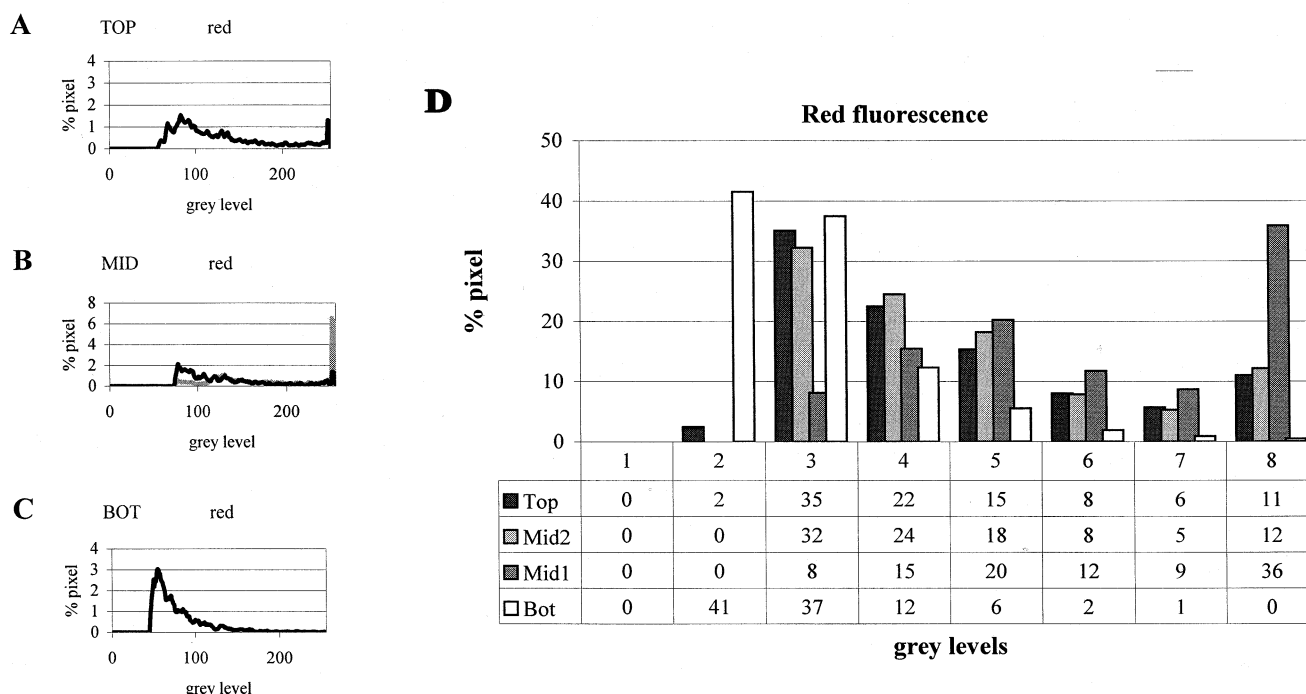 A
TOP red
4
3
2
1
0
% pixel
0 100 200
grey level
B
MID red
8
6
4
2
0
% pixel
0 100 200
grey level
C
BOT red
4
3
2
1
0
% pixel
0 100 200
grey level
D
Red fluorescence
50
40
30
20
10
0
% pixel
1 2 3 4 5 6 7 8
Top 0 2 35 22 15 8 6 11
Mid2 0 0 32 24 18 8 5 12
Mid1 0 0 8 15 20 12 9 36
Bot 0 41 37 12 6 2 1 0
grey levels